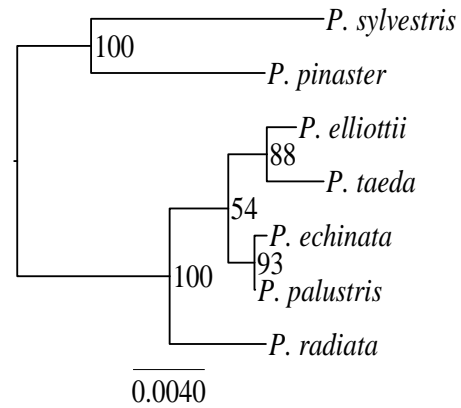 P. sylvestris
100
P. pinaster
P. elliottii
88
P. taeda
54
P. echinata
93
P. palustris
100
P. radiata
0.0040